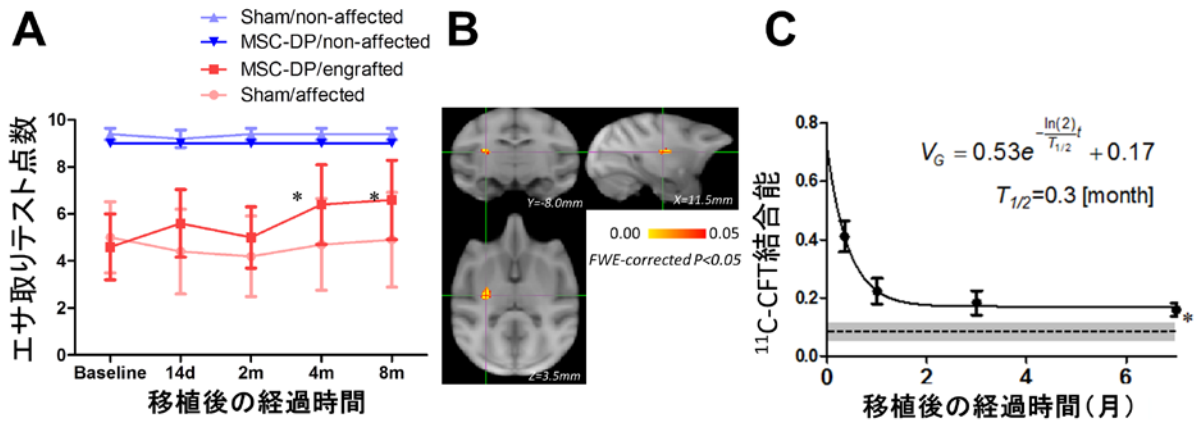 A
Sham/non-affected
MSC-DP/non-affected
MSC-DP/engrafted
Sham/affected
エサ取りテスト点数
10
8
6
4
2
0
*
*
Baseline
14d
2m
4m
8m
移植後の経過時間
B
Y=-8.0mm
X=11.5mm
0.00
0.05
FWE-corrected P<0.05
Z=3.5mm
C
¹¹C-CFT結合能
0.8
0.6
0.4
0.2
0.0
V_G = 0.53e^{-\frac{ln(2)}{T_{1/2}}t} + 0.17
T_{1/2}=0.3 [month]
*
0
2
4
6
移植後の経過時間(月)